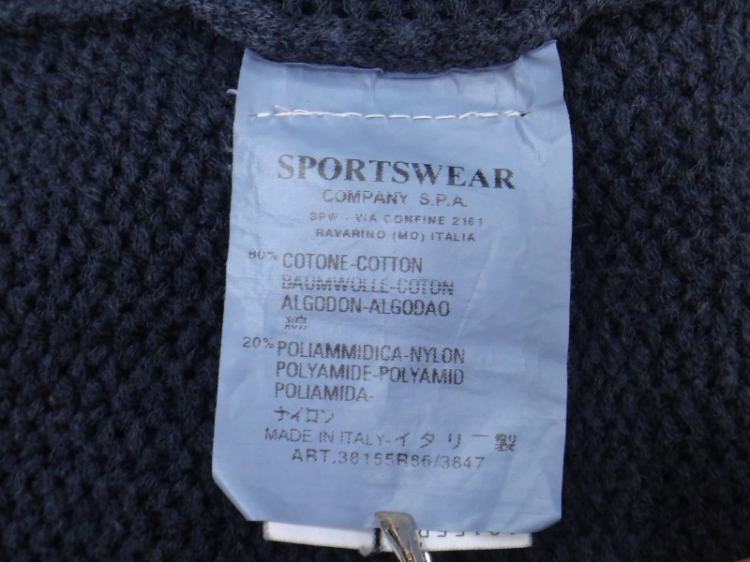 SPORTSWEAR
COMPANY S.P.A.
SPW - VIA CONFINE 2161
RAVARINO (MO) ITALIA
80% COTONE-COTTON
BAUMWOLLE-COTON
ALGODON-ALGODAO
綿
20% POLIAMMIDICA-NYLON
POLYAMIDE-POLYAMID
POLIAMIDA-
ナイロン
MADE IN ITALY-イタリー製
ART.38155R86/3847